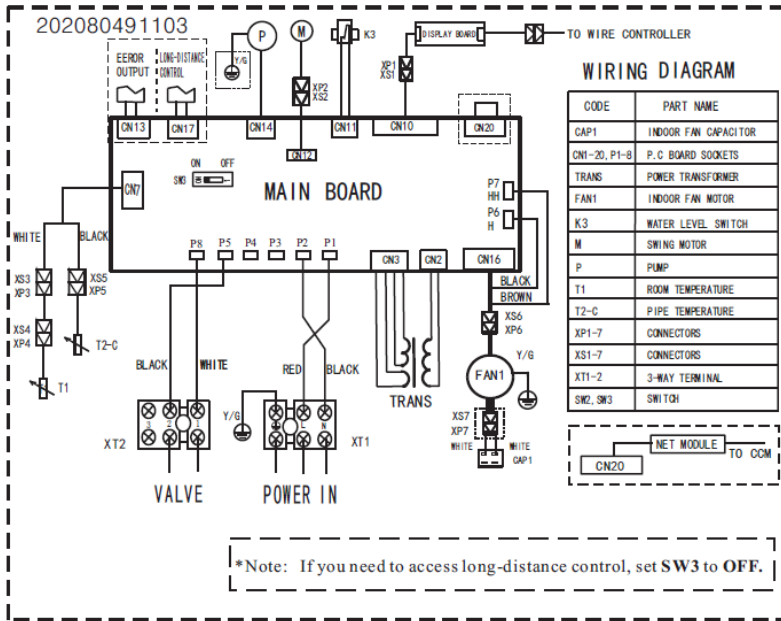 202080491103
EEROR OUTPUT
LONG-DISTANCE CONTROL
Y/G
P
M
K3
DISPLAY BOARD
TO WIRE CONTROLLER
XP2
XS2
XP1
XS1
CN13
CN17
CN14
CN11
CN10
CN20
CN12
ON OFF
SW3
CN7
MAIN BOARD
P7
HH
P6
H
P8
P5
P4
P3
P2
P1
CN3
CN2
CN16
WHITE
BLACK
BLACK
BROWN
XS3
XP3
XS5
XP5
XS4
XP4
T2-C
T1
XS6
XP6
BLACK
WHITE
RED
BLACK
TRANS
Y/G
FAN1
Y/G
XS7
XP7
WHITE
WHITE
CAP1
XT2
3
2
1
L
N
XT1
VALVE
POWER IN
WIRING DIAGRAM
CODE PART NAME
CAP1 INDOOR FAN CAPACITOR
CN1-20, P1-8 P.C BOARD SOCKETS
TRANS POWER TRANSFORMER
FAN1 INDOOR FAN MOTOR
K3 WATER LEVEL SWITCH
M SWING MOTOR
P PUMP
T1 ROOM TEMPERATURE
T2-C PIPE TEMPERATURE
XP1-7 CONNECTORS
XS1-7 CONNECTORS
XT1-2 3-WAY TERMINAL
SW2, SW3 SWITCH
NET MODULE
TO CCM
CN20
*Note: If you need to access long-distance control, set SW3 to OFF.